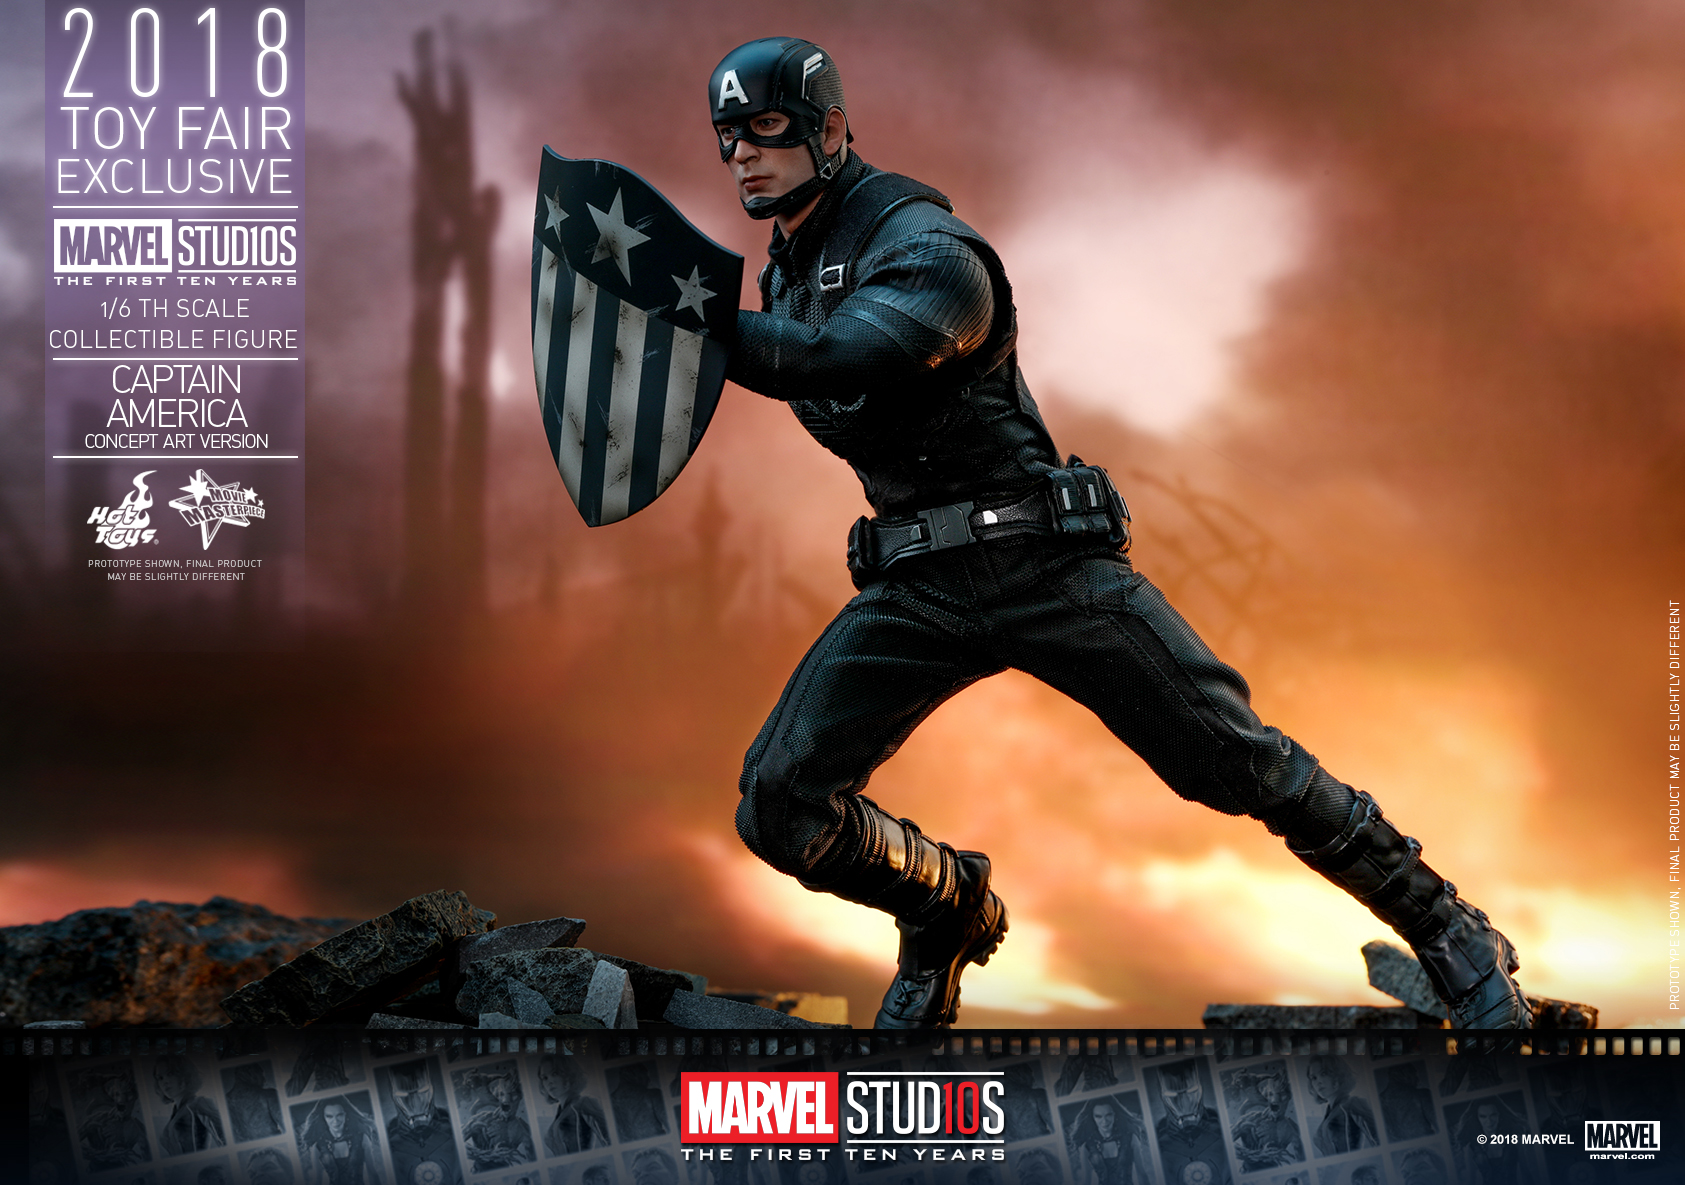 2018
TOY FAIR
EXCLUSIVE
MARVEL STUD10S
THE FIRST TEN YEARS
1/6 TH SCALE
COLLECTIBLE FIGURE
CAPTAIN
AMERICA
CONCEPT ART VERSION
Hot Toys
MOVIE MASTERPIECE
PROTOTYPE SHOWN, FINAL PRODUCT
MAY BE SLIGHTLY DIFFERENT
A
PROTOTYPE SHOWN, FINAL PRODUCT MAY BE SLIGHTLY DIFFERENT
MARVEL STUD10S
THE FIRST TEN YEARS
© 2018 MARVEL
MARVEL
marvel.com